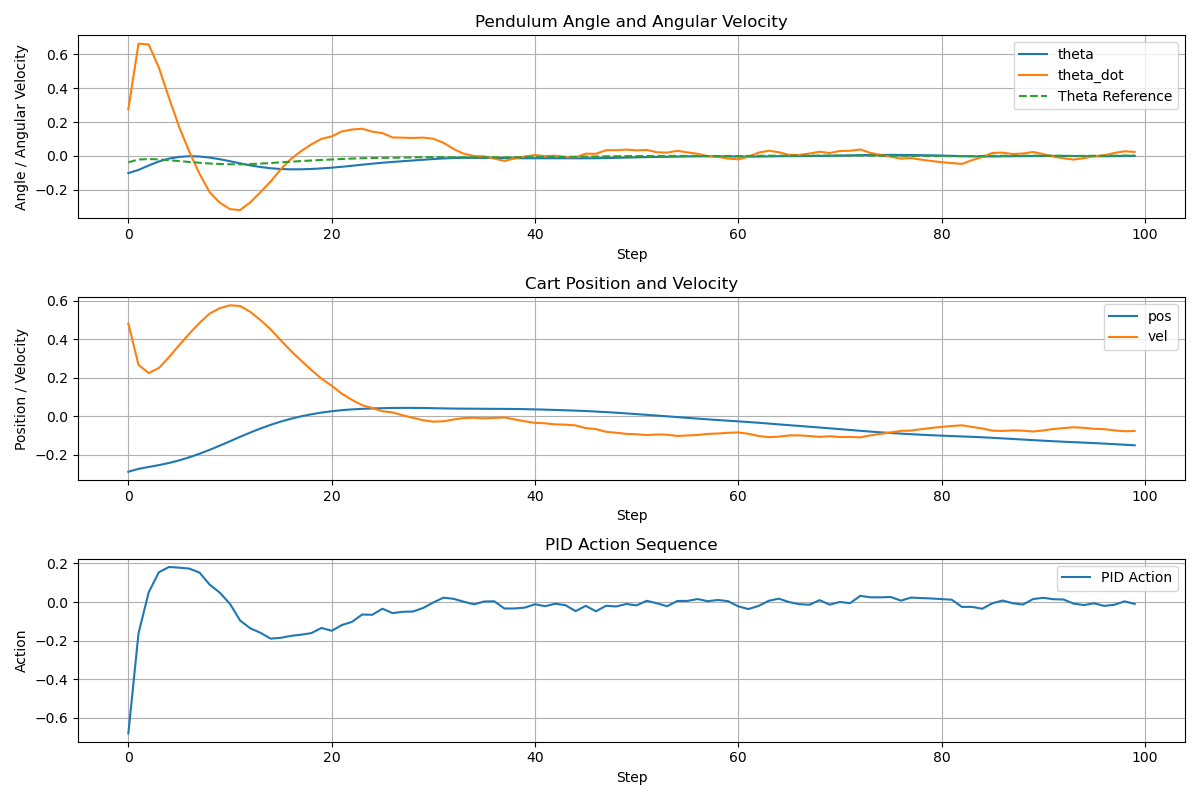 Pendulum Angle and Angular Velocity
Angle / Angular Velocity
0.6
0.4
0.2
0.0
−0.2
theta
theta_dot
Theta Reference
0 20 40 60 80 100
Step
Cart Position and Velocity
Position / Velocity
0.6
0.4
0.2
0.0
−0.2
pos
vel
0 20 40 60 80 100
Step
PID Action Sequence
Action
0.2
0.0
−0.2
−0.4
−0.6
PID Action
0 20 40 60 80 100
Step